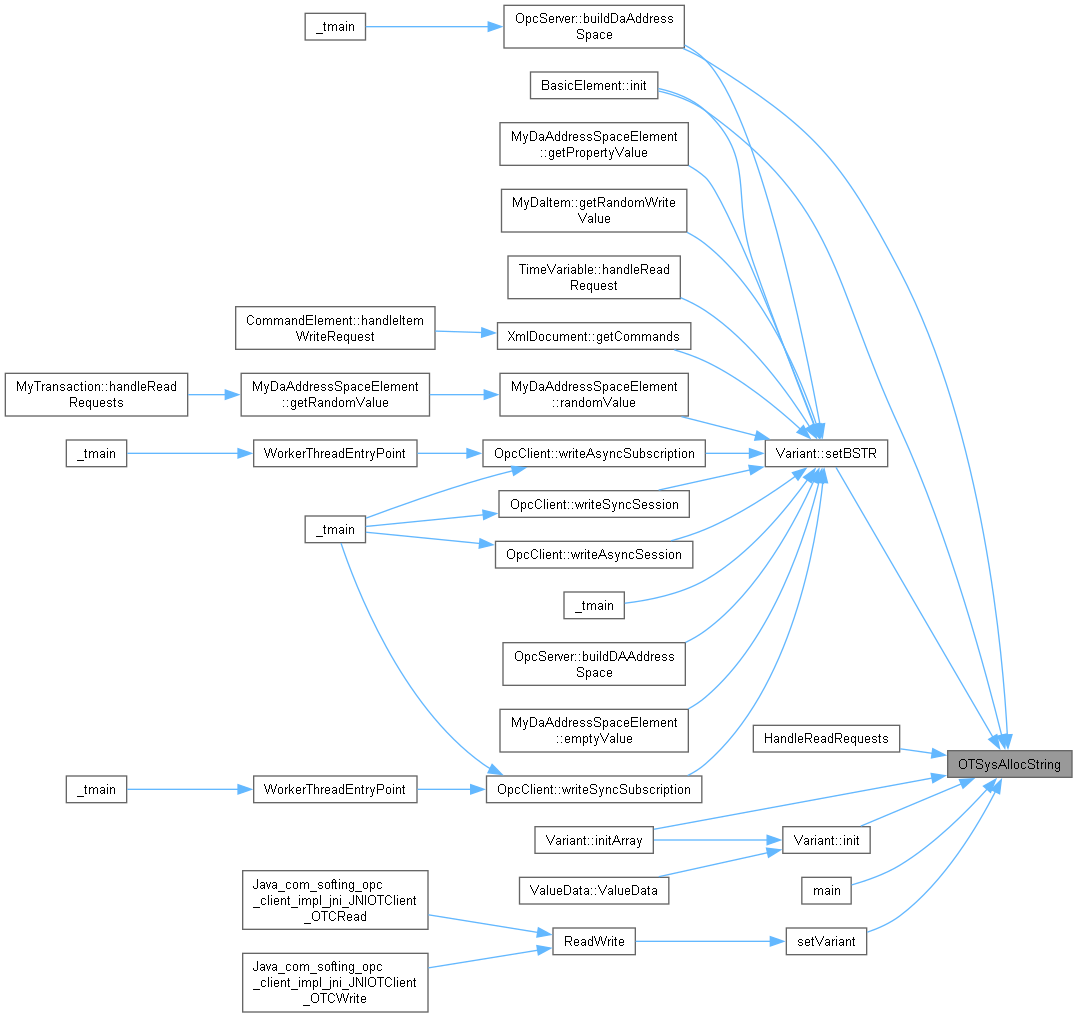 _tmain
OpcServer::buildDaAddress
Space
BasicElement::init
MyDaAddressSpaceElement
::getPropertyValue
MyDaItem::getRandomWrite
Value
TimeVariable::handleRead
Request
CommandElement::handleItem
WriteRequest
XmlDocument::getCommands
MyTransaction::handleRead
Requests
MyDaAddressSpaceElement
::getRandomValue
MyDaAddressSpaceElement
::randomValue
_tmain
WorkerThreadEntryPoint
OpcClient::writeAsyncSubscription
Variant::setBSTR
OpcClient::writeSyncSession
_tmain
OpcClient::writeAsyncSession
_tmain
OpcServer::buildDAAddress
Space
MyDaAddressSpaceElement
::emptyValue
HandleReadRequests
OTSysAllocString
_tmain
WorkerThreadEntryPoint
OpcClient::writeSyncSubscription
Variant::initArray
Variant::init
ValueData::ValueData
main
Java_com_softing_opc
_client_impl_jni_JNIOTClient
_OTCRead
ReadWrite
setVariant
Java_com_softing_opc
_client_impl_jni_JNIOTClient
_OTCWrite